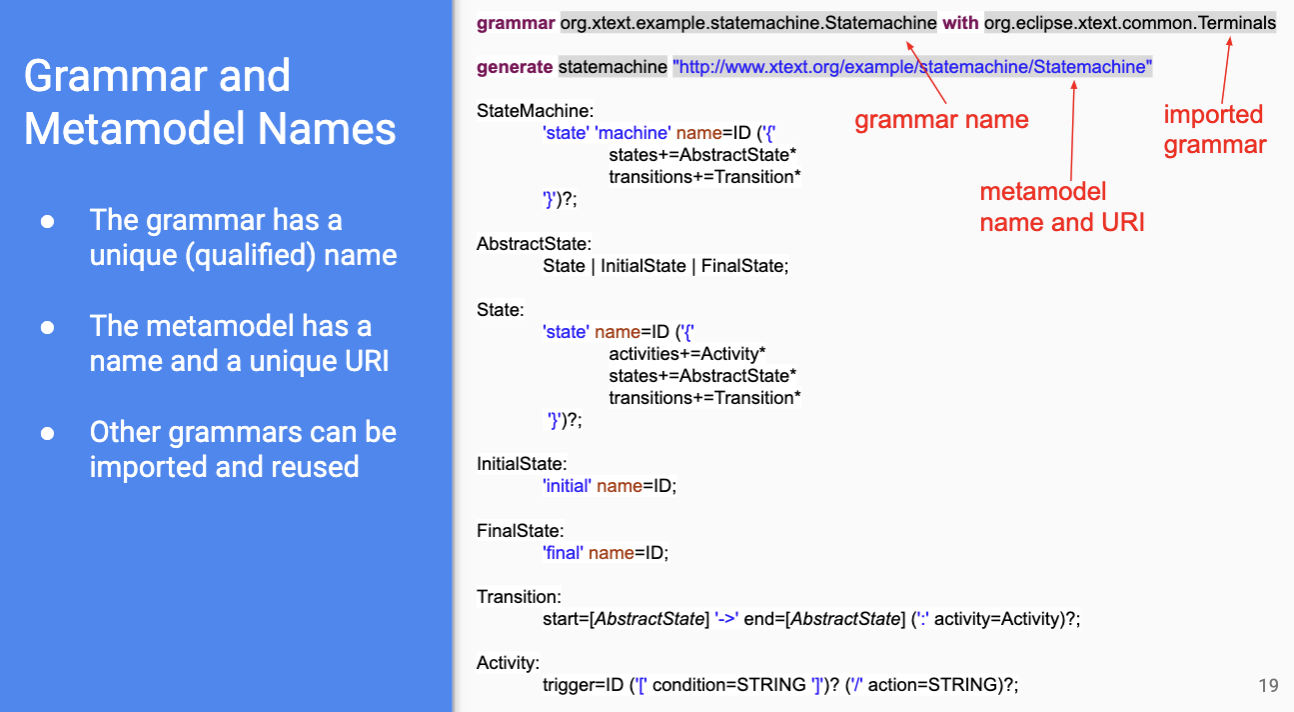 Grammar and
Metamodel Names
● The grammar has a
unique (qualified) name
● The metamodel has a
name and a unique URI
● Other grammars can be
imported and reused
grammar org.xtext.example.statemachine.Statemachine with org.eclipse.xtext.common.Terminals
generate statemachine "http://www.xtext.org/example/statemachine/Statemachine"
grammar name
imported
grammar
metamodel
name and URI
StateMachine:
'state' 'machine' name=ID ('{'
states+=AbstractState*
transitions+=Transition*
'}')?;
AbstractState:
State | InitialState | FinalState;
State:
'state' name=ID ('{'
activities+=Activity*
states+=AbstractState*
transitions+=Transition*
'}')?;
InitialState:
'initial' name=ID;
FinalState:
'final' name=ID;
Transition:
start=[AbstractState] '->' end=[AbstractState] (':' activity=Activity)?;
Activity:
trigger=ID ('[' condition=STRING ']')? ('/' action=STRING)?;
19